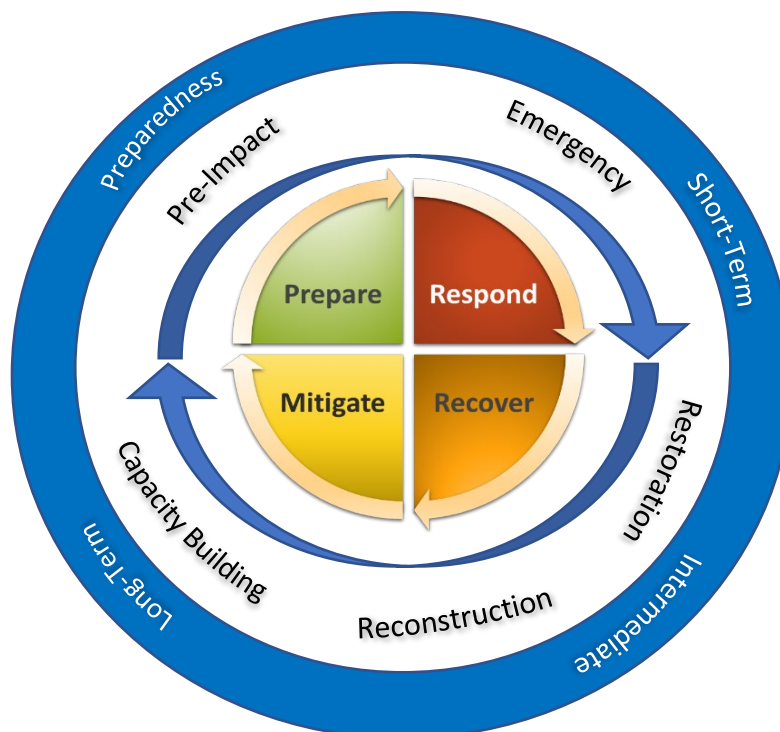 Preparedness
Pre-Impact
Emergency
Short-Term
Prepare
Respond
Mitigate
Recover
Restoration
Capacity Building
Long-Term
Reconstruction
Intermediate